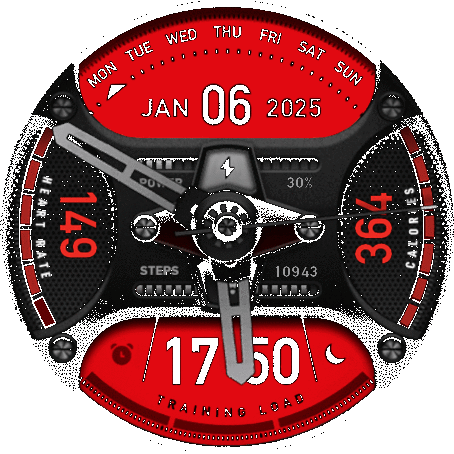 MON TUE WED THU FRI SAT SUN
JAN 06 2025
POWER 30%
HEART RATE 149
364 CALORIES
STEPS 10943
17 50
TRAINING LOAD